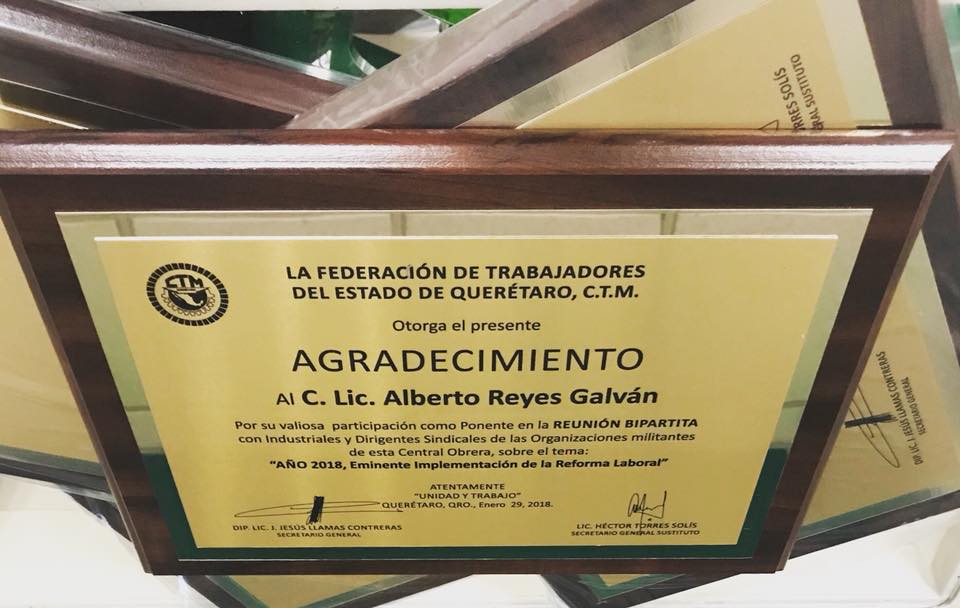 RRES SOLÍS
RAL SUSTITUTO
CTM
LA FEDERACIÓN DE TRABAJADORES
DEL ESTADO DE QUERÉTARO, C.T.M.
Otorga el presente
AGRADECIMIENTO
Al C. Lic. Alberto Reyes Galván
Por su valiosa participación como Ponente en la REUNIÓN BIPARTITA
con Industriales y Dirigentes Sindicales de las Organizaciones militantes
de esta Central Obrera, sobre el tema:
"AÑO 2018, Eminente Implementación de la Reforma Laboral"
ATENTAMENTE
"UNIDAD Y TRABAJO"
QUERÉTARO, QRO., Enero 29, 2018.
DIP. LIC. J. JESÚS LLAMAS CONTRERAS
SECRETARIO GENERAL
LIC. HÉCTOR TORRES SOLÍS
SECRETARIO GENERAL SUSTITUTO
DIP. LIC. J. JESÚS LLAMAS CONTRERAS
SECRETARIO GENERAL